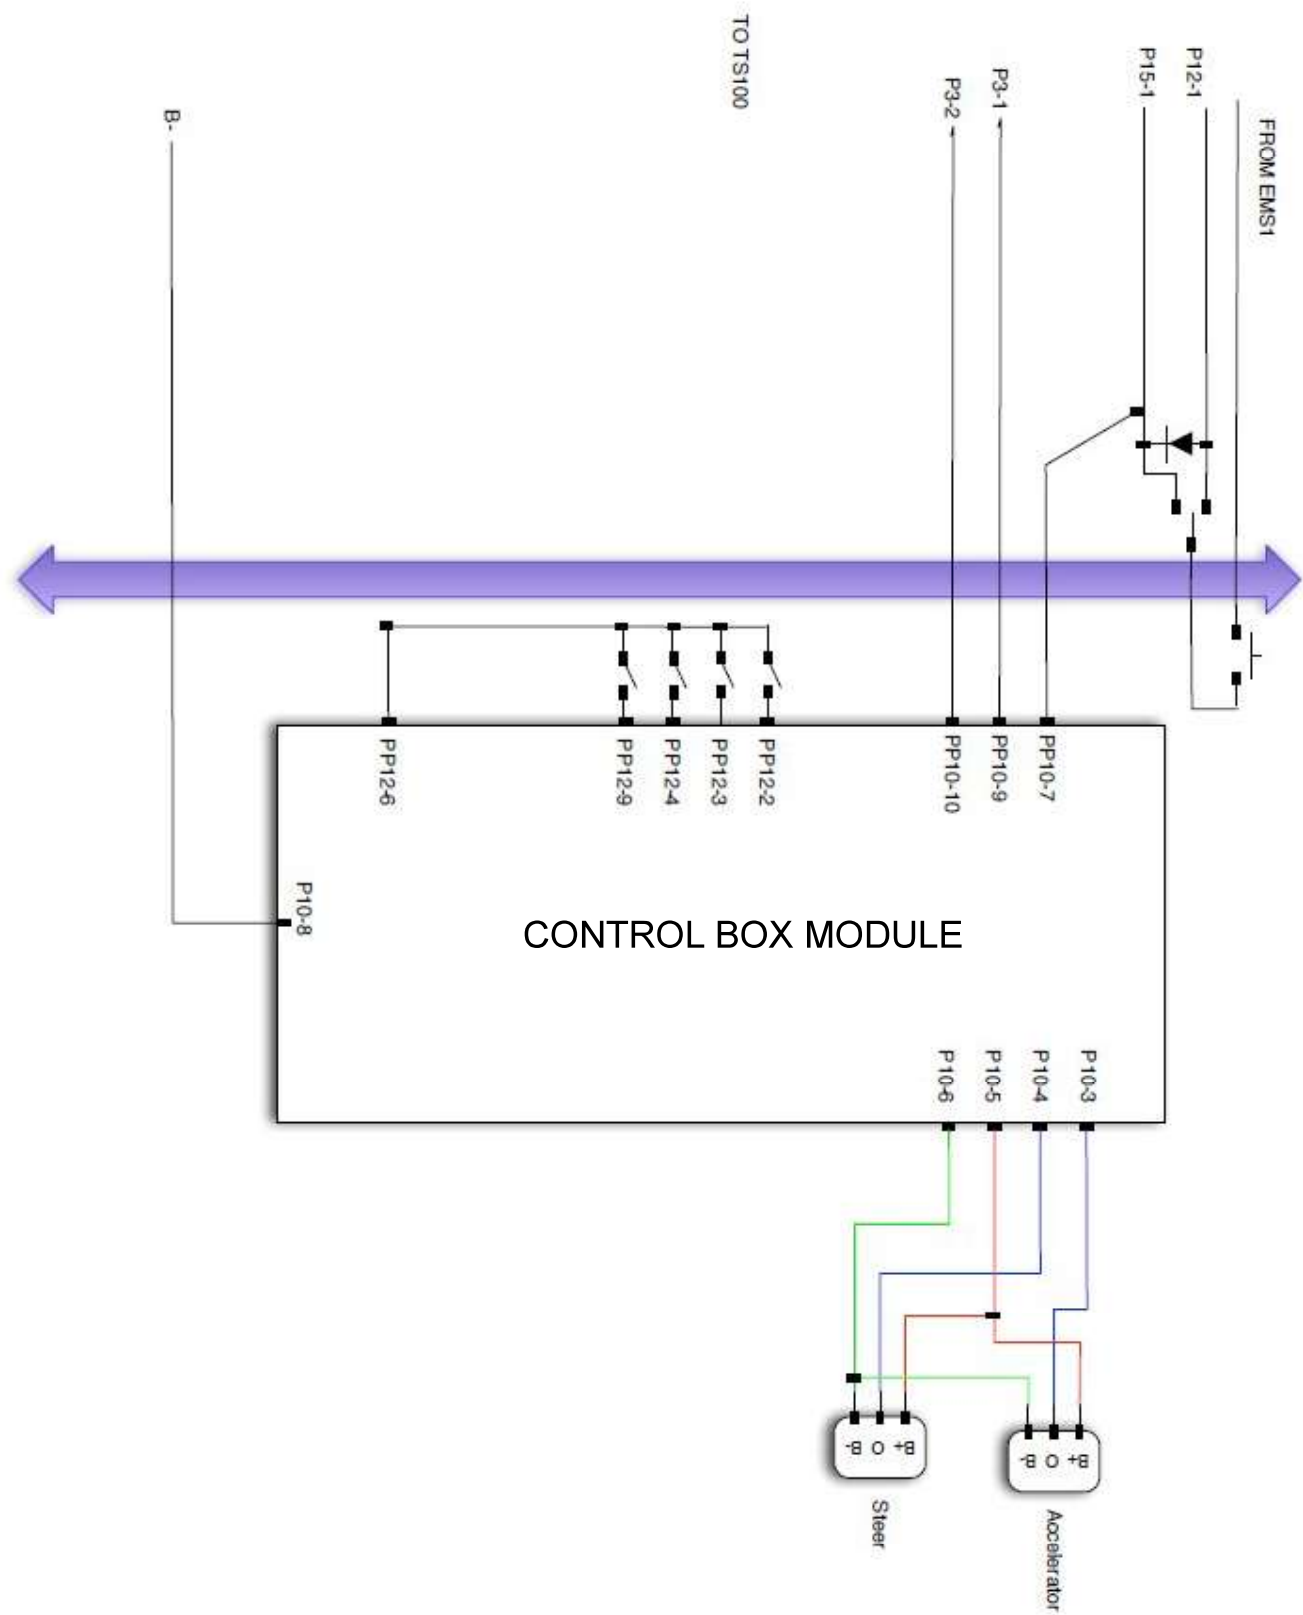 TO TS100
FROM EMS1
P12-1
P15-1
P3-1
P3-2
B-
PP12-6
PP12-9
PP12-4
PP12-3
PP12-2
PP10-10
PP10-9
PP10-7
P10-8
CONTROL BOX MODULE
P10-6
P10-5
P10-4
P10-3
B- O B+
B- O B+
Steer
Accelerator